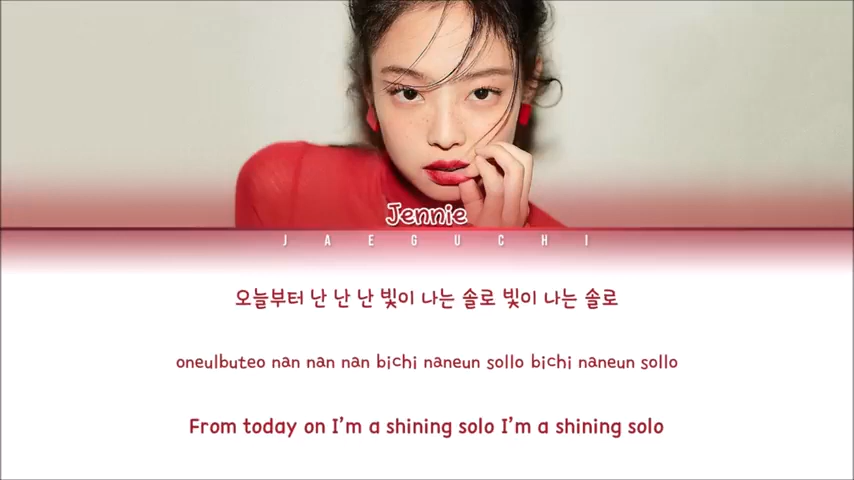 Jennie
JAEGUCHI
오늘부터 난 난 난 빛이 나는 솔로 빛이 나는 솔로
oneulbuteo nan nan nan bichi naneun sollo bichi naneun sollo
From today on I'm a shining solo I'm a shining solo